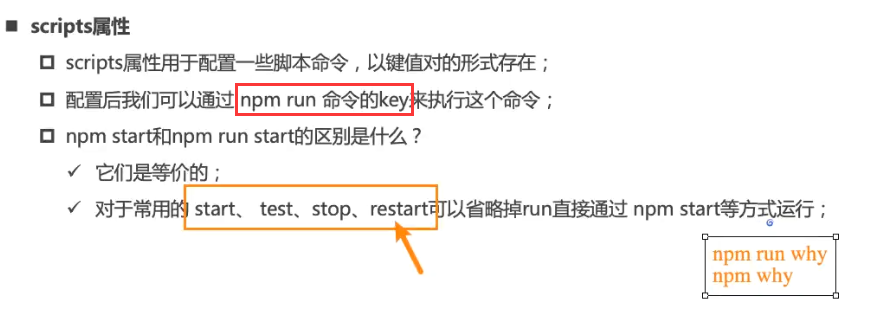 scripts属性
scripts属性用于配置一些脚本命令，以键值对的形式存在；
配置后我们可以通过 npm run 命令的key来执行这个命令；
npm start和npm run start的区别是什么？
它们是等价的；
对于常用的 start、 test、stop、restart可以省略掉run直接通过 npm start等方式运行；
npm run why
npm why